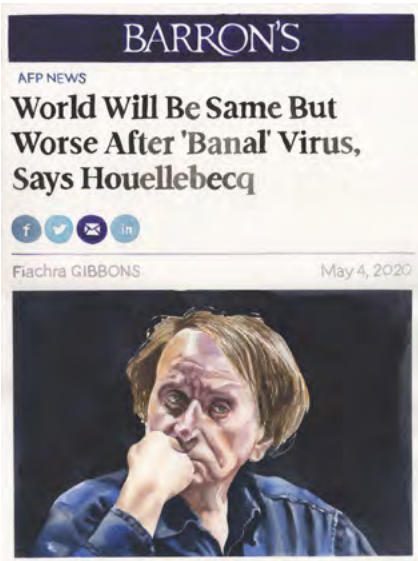 BARRON'S
AFP NEWS
World Will Be Same But
Worse After 'Banal' Virus,
Says Houellebecq
f in
Fiachra GIBBONS
May 4, 2020